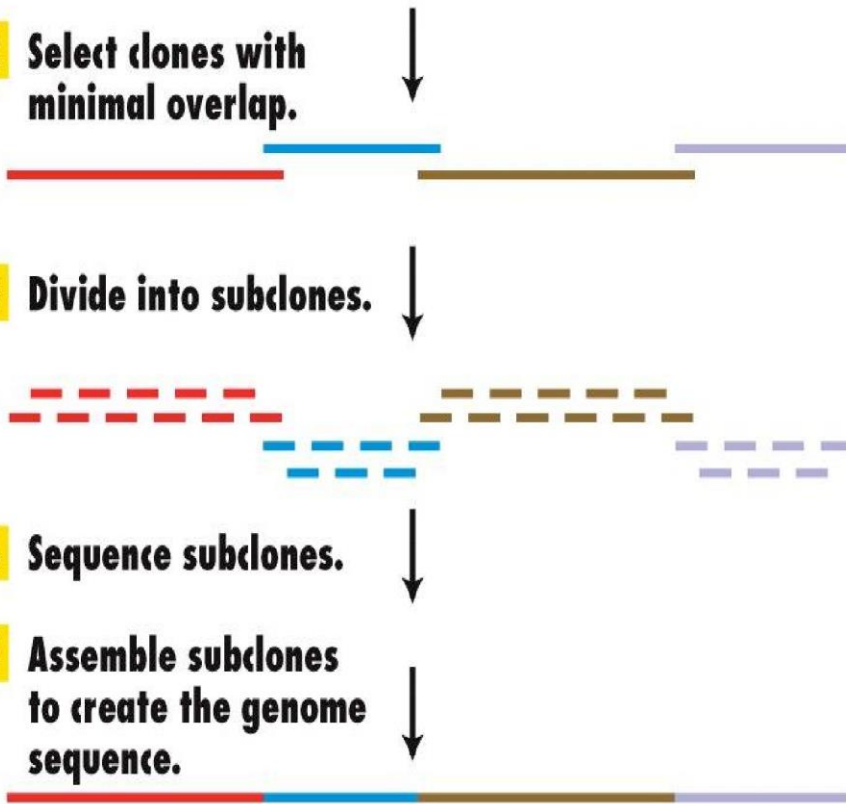 Select clones with
minimal overlap.
Divide into subclones.
Sequence subclones.
Assemble subclones
to create the genome
sequence.